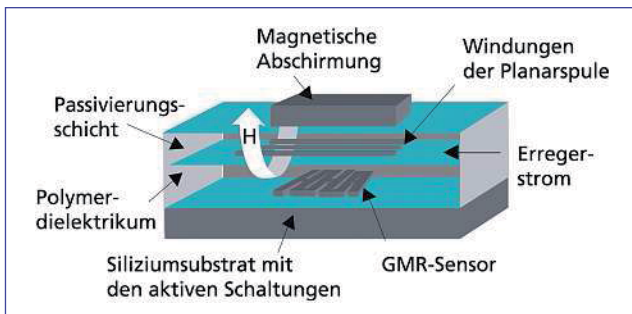 Magnetische
Abschirmung
Windungen
der Planarspule
Passivierungs-
schicht
H
Erreger-
strom
Polymer-
dielektrikum
Siliziumsubstrat mit
den aktiven Schaltungen
GMR-Sensor